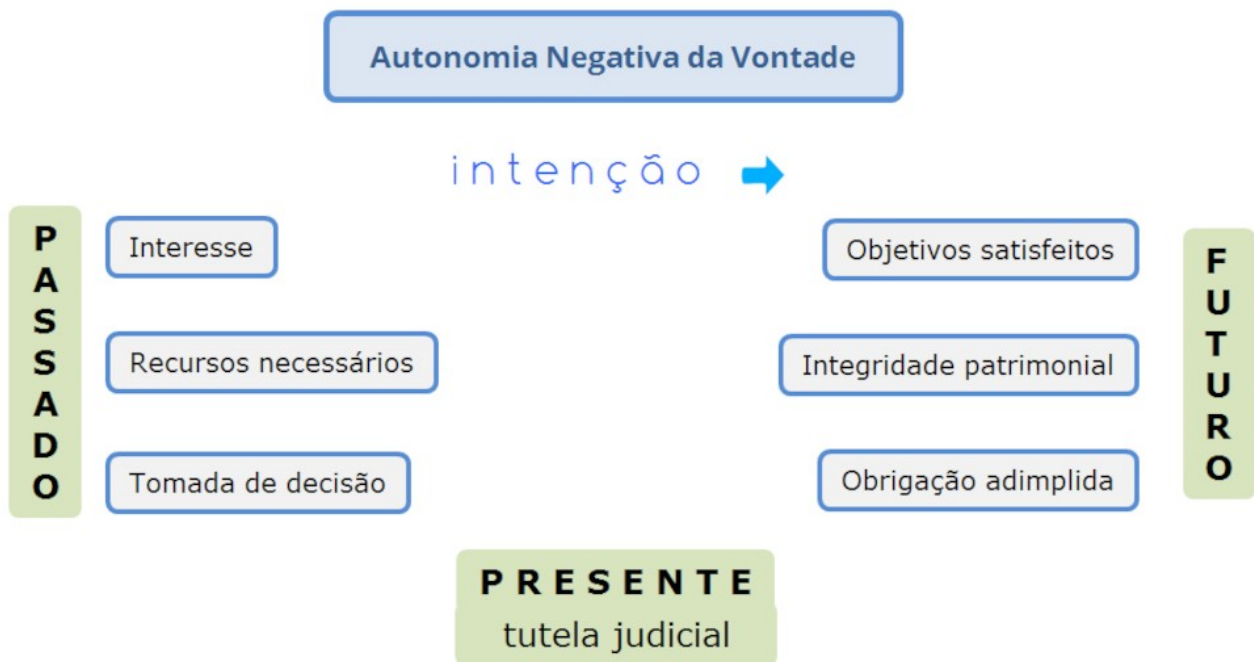 Autonomia Negativa da Vontade
intenção
PASSADO
Interesse
Recursos necessários
Tomada de decisão
Objetivos satisfeitos
Integridade patrimonial
Obrigação adimplida
FUTURO
PRESENTE
tutela judicial